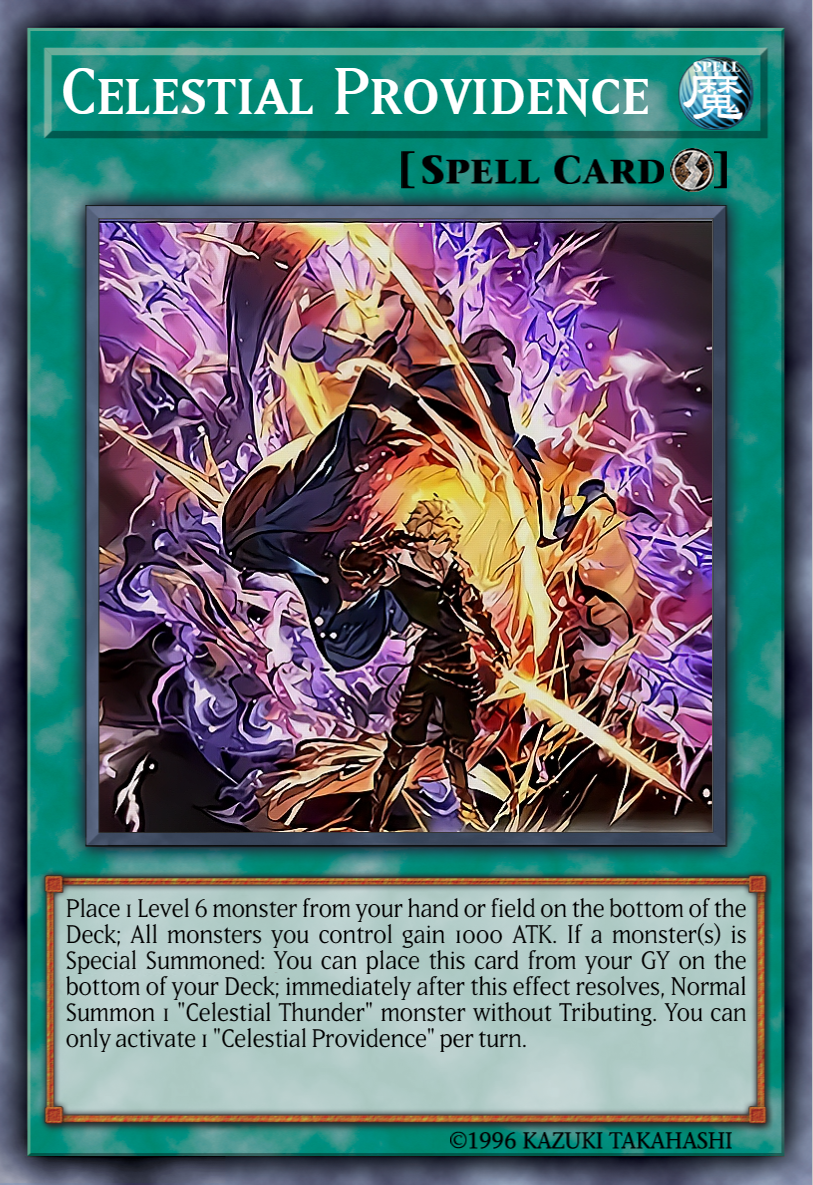 Celestial Providence
SPELL
魔
[Spell Card]
Place 1 Level 6 monster from your hand or field on the bottom of the
Deck; All monsters you control gain 1000 ATK. If a monster(s) is
Special Summoned: You can place this card from your GY on the
bottom of your Deck; immediately after this effect resolves, Normal
Summon 1 "Celestial Thunder" monster without Tributing. You can
only activate 1 "Celestial Providence" per turn.
©1996 KAZUKI TAKAHASHI